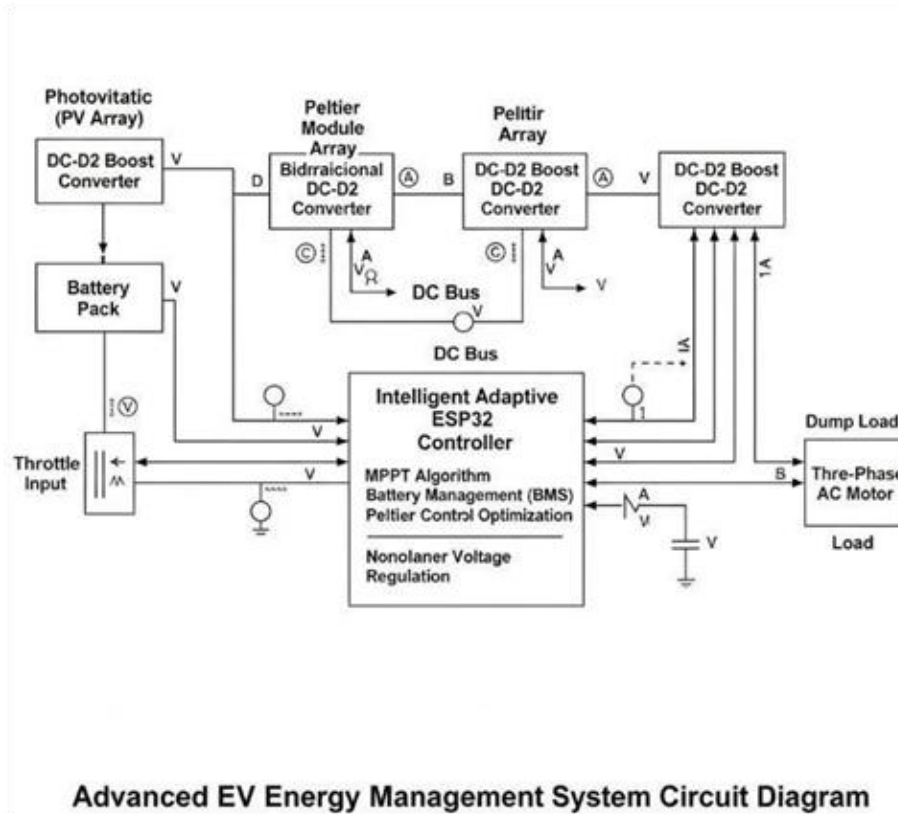 Photovitatic
(PV Array)
DC-D2 Boost
Converter
V
Battery
Pack
V
V
Throttle
Input
Peltier
Module
Array
D
Bidrraicional
DC-D2
Converter
A
B
C
A
V
DC Bus
V
DC Bus
Pelitir
Array
DC-D2 Boost
DC-D2
Converter
A
V
C
A
V
V
DC-D2 Boost
DC-D2
Converter
1A
IA
V
V
1
V
B
Intelligent Adaptive
ESP32
Controller
MPPT Algorithm
Battery Management (BMS)
Peltier Control Optimization
Nonolaner Voltage
Regulation
A
V
Dump Load
Thre-Phase
AC Motor
Load
Advanced EV Energy Management System Circuit Diagram